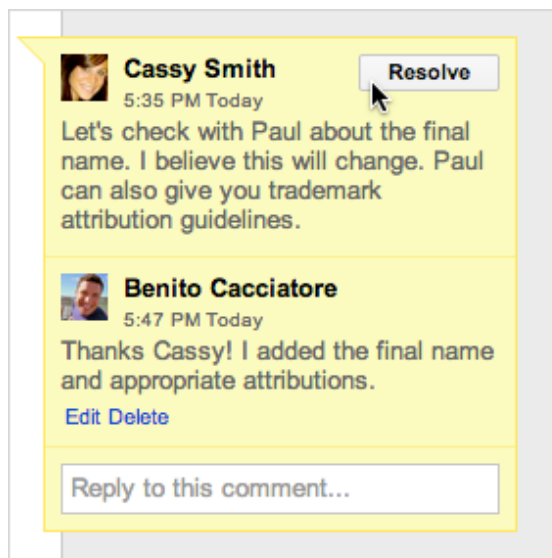 Cassy Smith
Resolve
5:35 PM Today
Let's check with Paul about the final
name. I believe this will change. Paul
can also give you trademark
attribution guidelines.
Benito Cacciatore
5:47 PM Today
Thanks Cassy! I added the final name
and appropriate attributions.
Edit Delete
Reply to this comment...